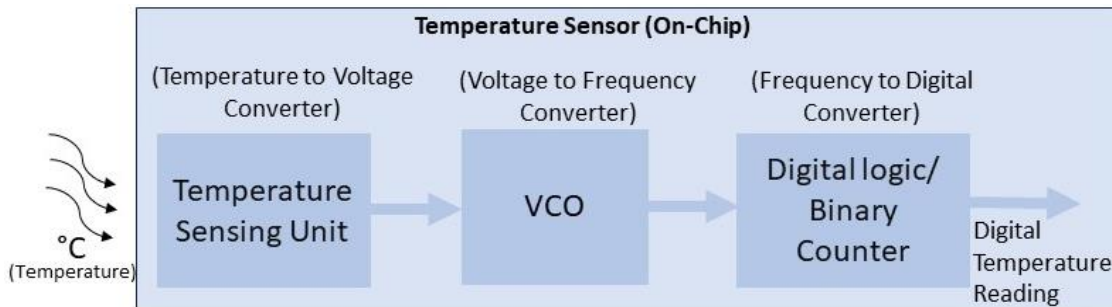 Temperature Sensor (On-Chip)
(Temperature to Voltage
Converter)
(Voltage to Frequency
Converter)
(Frequency to Digital
Converter)
Temperature
Sensing Unit
VCO
Digital logic/
Binary
Counter
°C
(Temperature)
Digital
Temperature
Reading